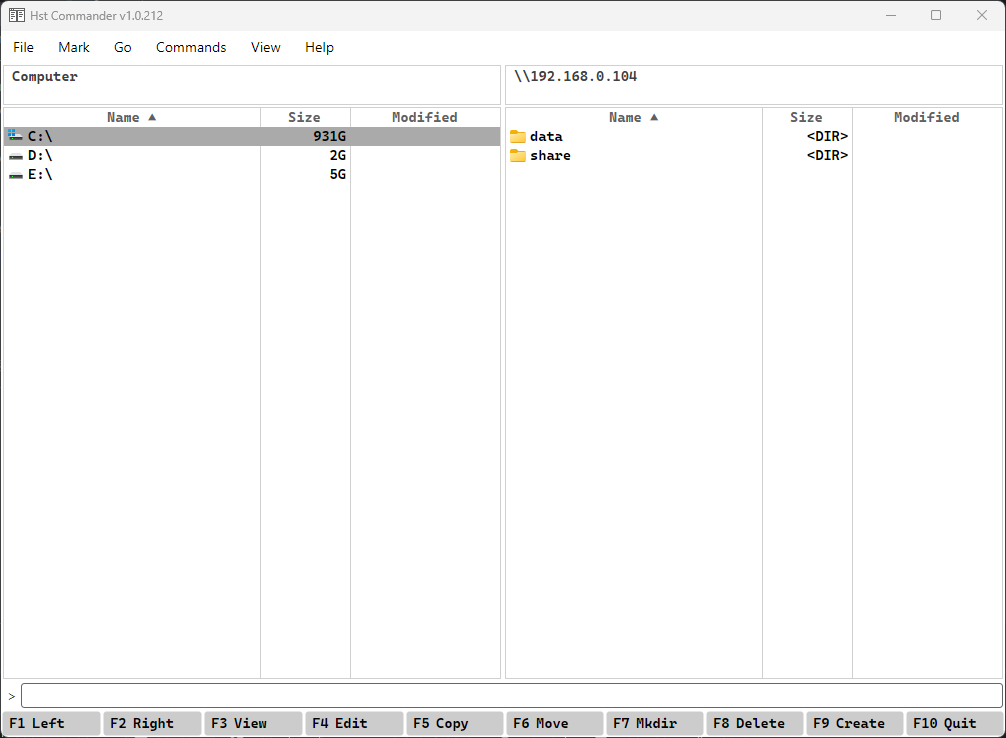 Hst Commander v1.0.212
File Mark Go Commands View Help
Computer
Name ▲ Size Modified
C:\ 931G
D:\ 2G
E:\ 5G
\\192.168.0.104
Name ▲ Size Modified
data <DIR>
share <DIR>
>
F1 Left F2 Right F3 View F4 Edit F5 Copy F6 Move F7 Mkdir F8 Delete F9 Create F10 Quit